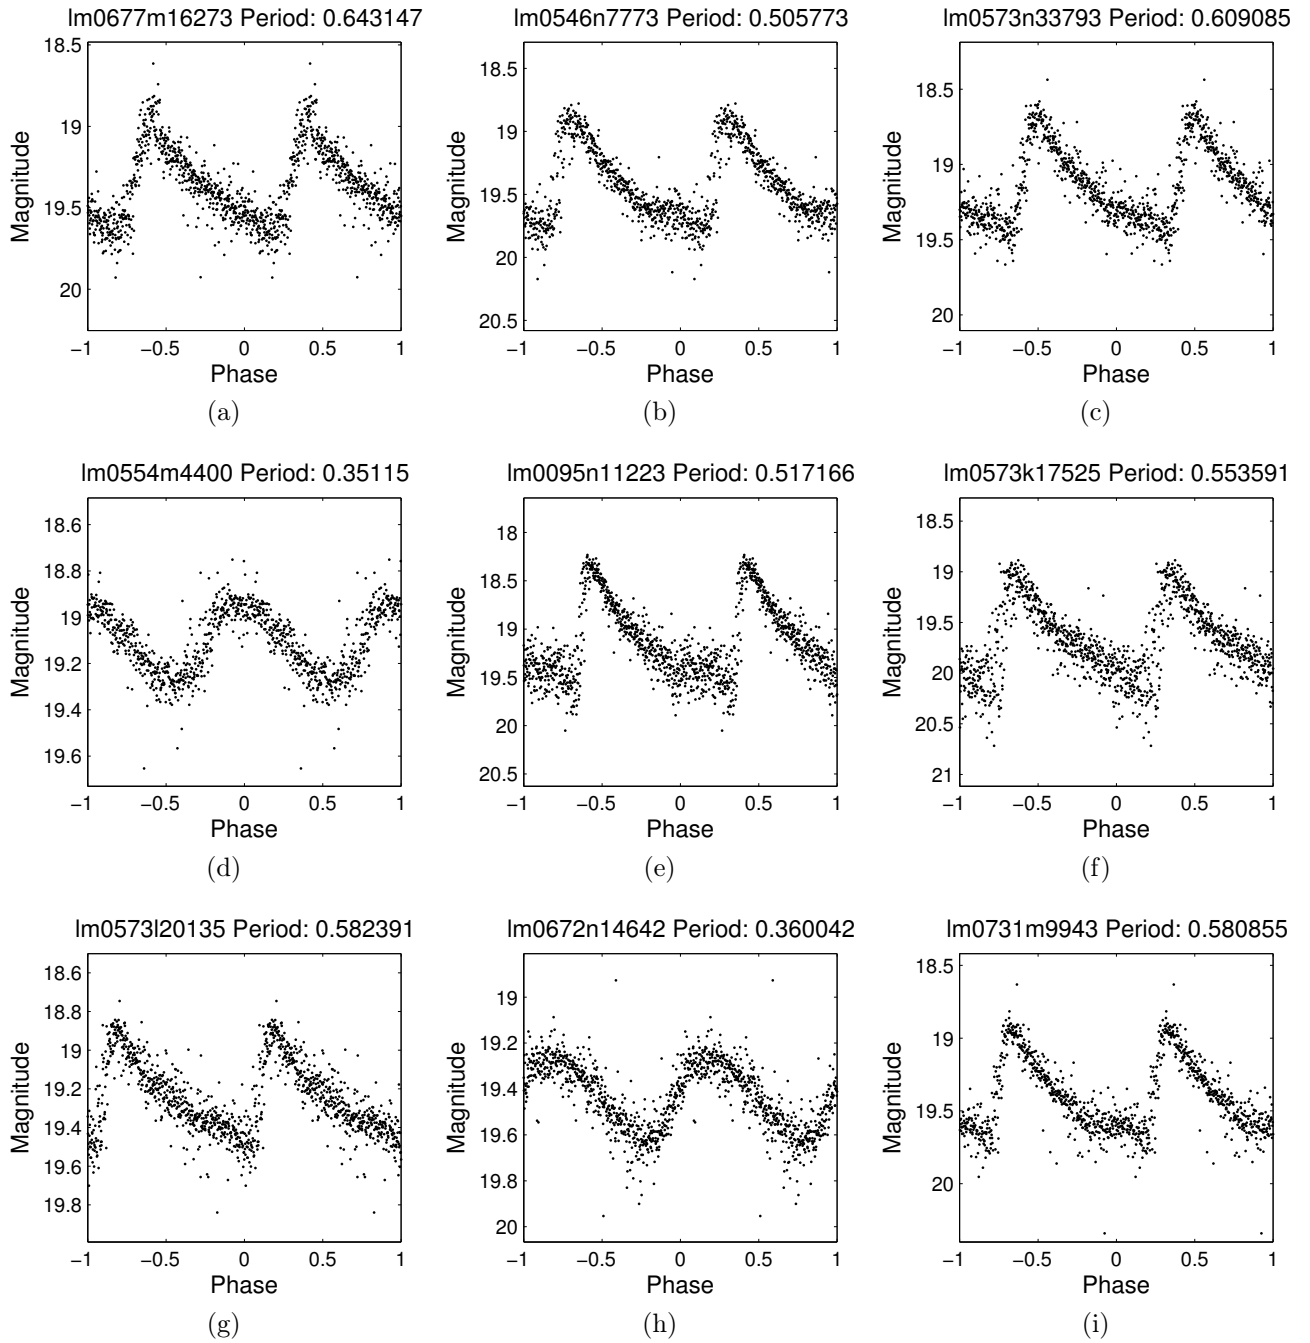 lm0677m16273 Period: 0.643147
18.5
19
19.5
20
Magnitude
−1 −0.5 0 0.5 1
Phase
(a)
lm0546n7773 Period: 0.505773
18.5
19
19.5
20
20.5
Magnitude
−1 −0.5 0 0.5 1
Phase
(b)
lm0573n33793 Period: 0.609085
18.5
19
19.5
20
Magnitude
−1 −0.5 0 0.5 1
Phase
(c)
lm0554m4400 Period: 0.35115
18.6
18.8
19
19.2
19.4
19.6
Magnitude
−1 −0.5 0 0.5 1
Phase
(d)
lm0095n11223 Period: 0.517166
18
18.5
19
19.5
20
20.5
Magnitude
−1 −0.5 0 0.5 1
Phase
(e)
lm0573k17525 Period: 0.553591
18.5
19
19.5
20
20.5
21
Magnitude
−1 −0.5 0 0.5 1
Phase
(f)
lm0573l20135 Period: 0.582391
18.6
18.8
19
19.2
19.4
19.6
19.8
Magnitude
−1 −0.5 0 0.5 1
Phase
(g)
lm0672n14642 Period: 0.360042
19
19.2
19.4
19.6
19.8
20
Magnitude
−1 −0.5 0 0.5 1
Phase
(h)
lm0731m9943 Period: 0.580855
18.5
19
19.5
20
Magnitude
−1 −0.5 0 0.5 1
Phase
(i)